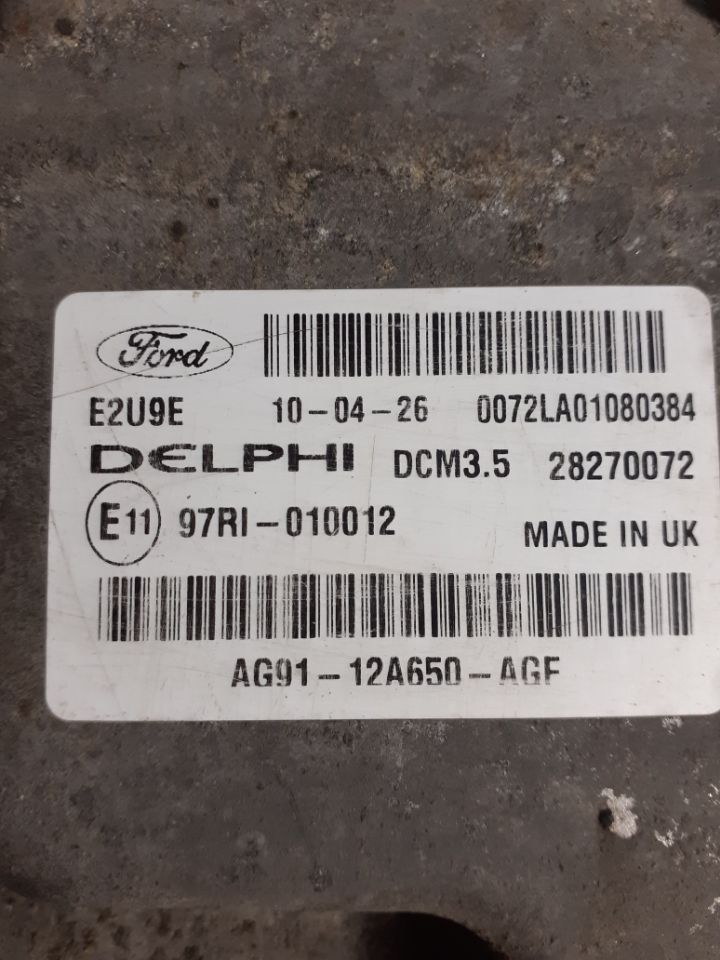 Ford
E2U9E 10-04-26 0072LA01080384
DELPHI DCM3.5 28270072
E11 97RI-010012 MADE IN UK
AG91-12A650-AGF